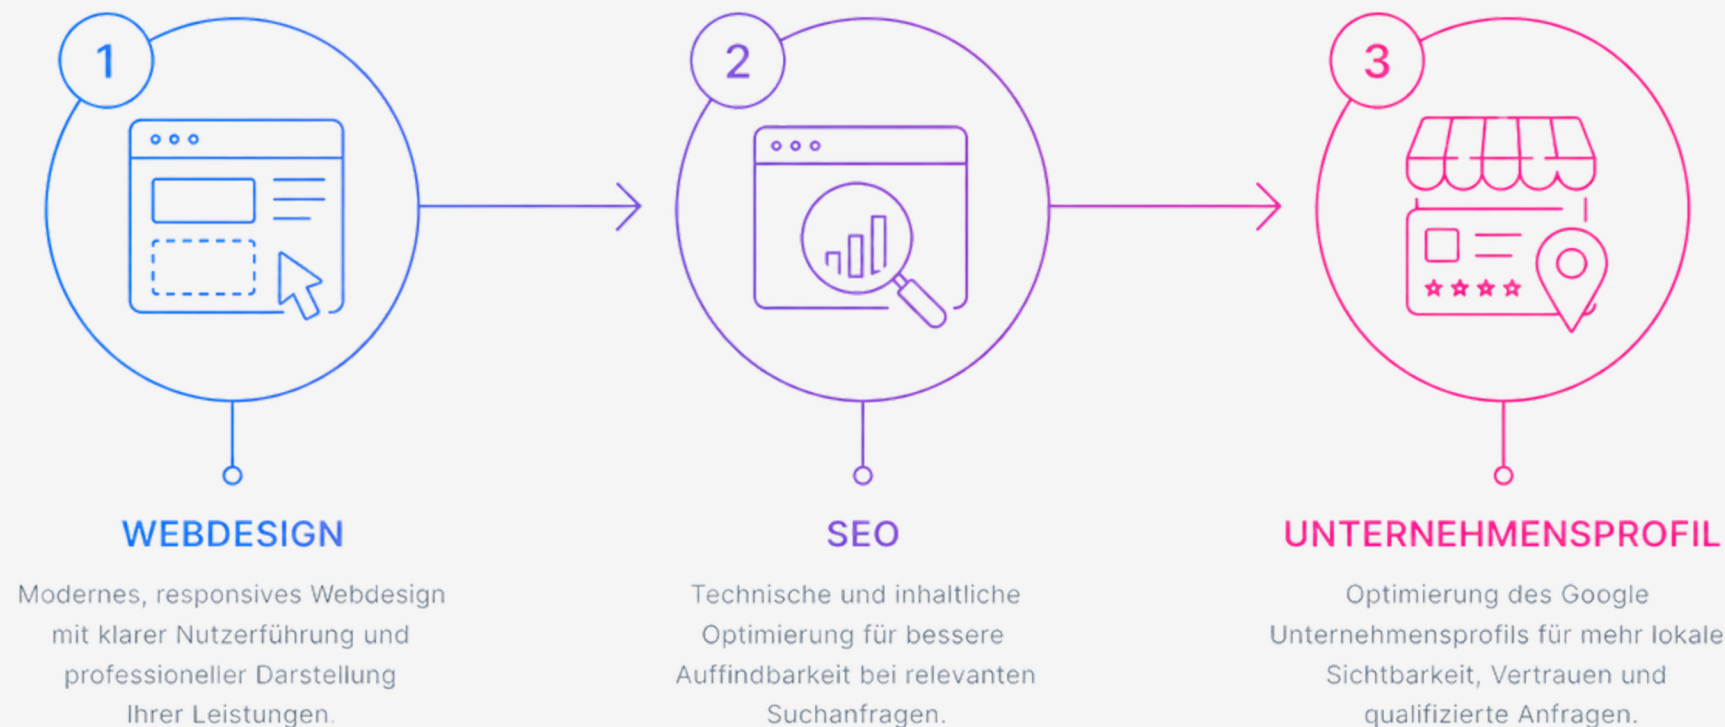 1
WEBDESIGN
Modernes, responsives Webdesign
mit klarer Nutzerführung und
professioneller Darstellung
Ihrer Leistungen.
2
SEO
Technische und inhaltliche
Optimierung für bessere
Auffindbarkeit bei relevanten
Suchanfragen.
3
UNTERNEHMENSPROFIL
Optimierung des Google
Unternehmensprofils für mehr lokale
Sichtbarkeit, Vertrauen und
qualifizierte Anfragen.